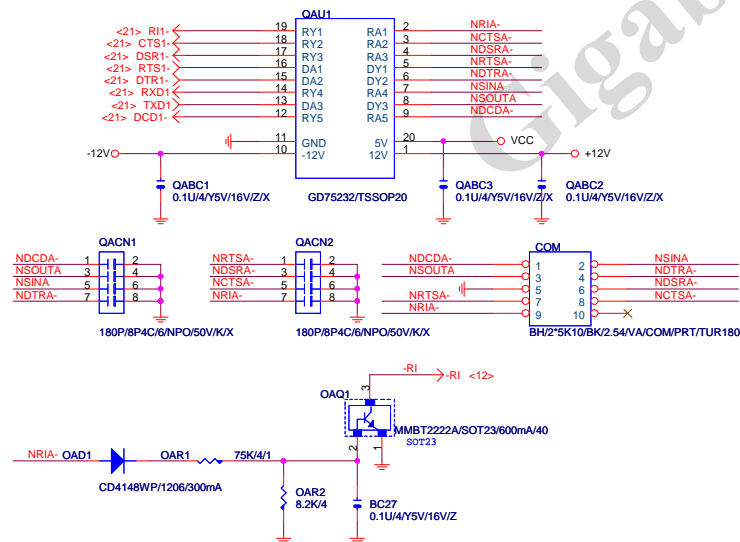 QAU1
<21> RI1- 19 RY1 RA1 2 NRIA-
<21> CTS1- 18 RY2 RA2 3 NCTSA-
<21> DSR1- 17 RY3 RA3 4 NDSRA-
<21> RTS1- 16 DA1 DY1 5 NRTSA-
<21> DTR1- 15 DA2 DY2 6 NDTRA-
<21> RXD1 14 RY4 RA4 7 NSINA
<21> TXD1 13 DA3 DY3 8 NSOUTA
<21> DCD1- 12 RY5 RA5 9 NDCDA-
11 GND 5V 20 VCC
-12V 10 -12V 12V 1 +12V
QABC1
0.1U/4/Y5V/16V/Z/X
GD75232/TSSOP20
QABC3
0.1U/4/Y5V/16V/Z/X
QABC2
0.1U/4/Y5V/16V/Z/X
Gigab
QACN1
NDCDA- 1 2
NSOUTA 3 4
NSINA 5 6
NDTRA- 7 8
180P/8P4C/6/NPO/50V/K/X
QACN2
NRTSA- 1 2
NDSRA- 3 4
NCTSA- 5 6
NRIA- 7 8
180P/8P4C/6/NPO/50V/K/X
COM
NDCDA- 1 2 NSINA
NSOUTA 3 4 NDTRA-
5 6 NDSRA-
NRTSA- 7 8 NCTSA-
NRIA- 9 10
BH/2*5K10/BK/2.54/VA/COM/PRT/TUR180
-RI
-RI <12>
3
OAQ1
MMBT2222A/SOT23/600mA/40
SOT23
2 1
NRIA- OAD1 OAR1 75K/4/1
CD4148WP/1206/300mA
OAR2
8.2K/4
BC27
0.1U/4/Y5V/16V/Z